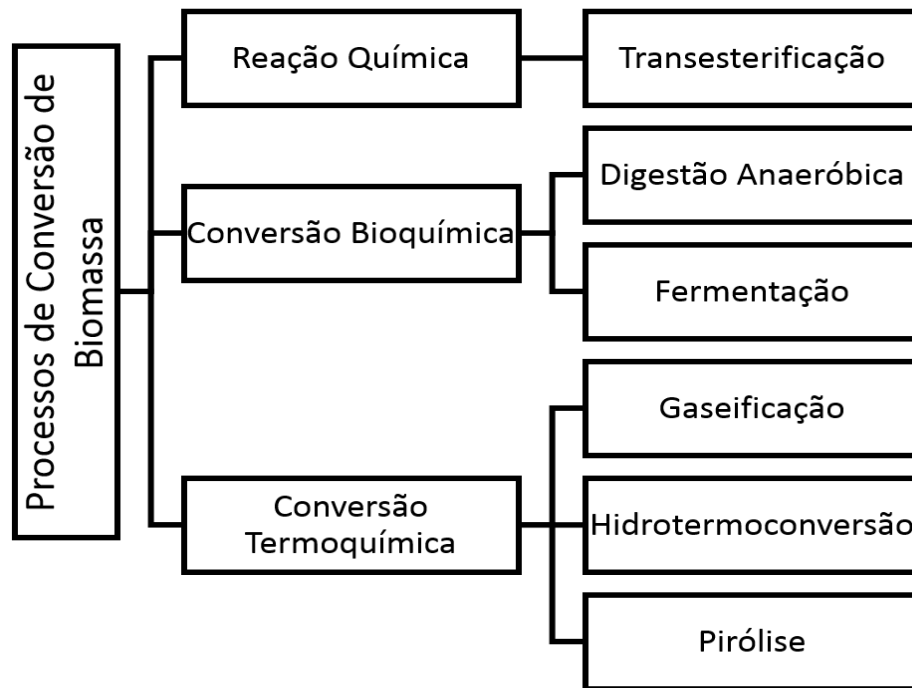 Processos de Conversão de
Biomassa
Reação Química
Transesterificação
Conversão Bioquímica
Digestão Anaeróbica
Fermentação
Conversão
Termoquímica
Gaseificação
Hidrotermoconversão
Pirólise